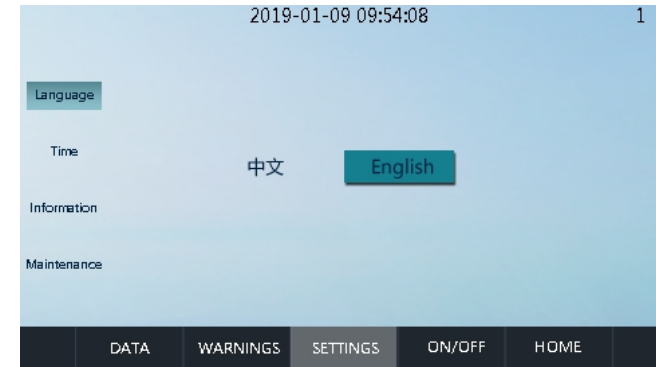 2019-01-09 09:54:08 1
Language
Time
中文 English
Information
Maintenance
DATA WARNINGS SETTINGS ON/OFF HOME